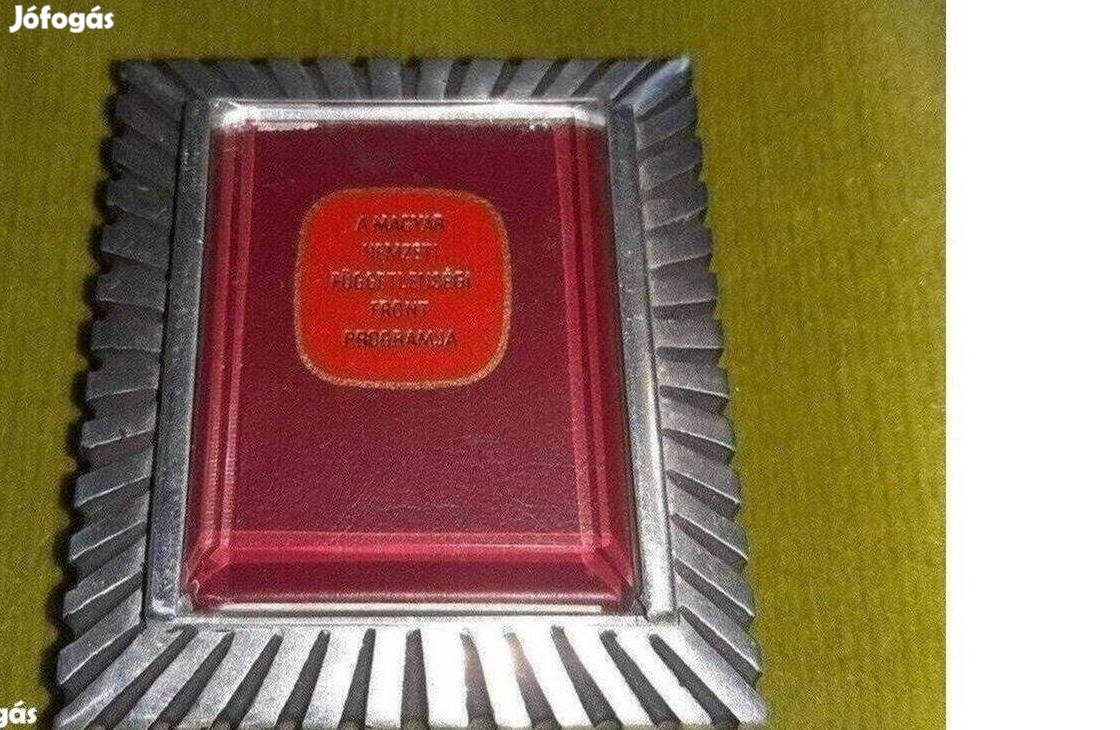 Jófogás
A MAGYAR
NEMZETI
FÜGGETLENSÉGI
FRONT
PROGRAMJA
gás